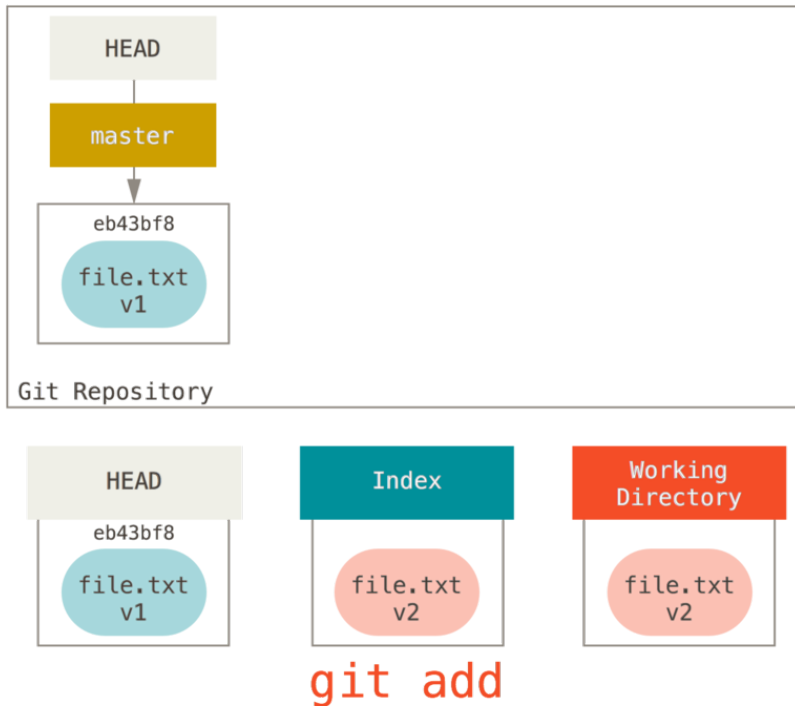 HEAD
master
eb43bf8
file.txt
v1
Git Repository
HEAD
eb43bf8
file.txt
v1
Index
file.txt
v2
Working
Directory
file.txt
v2
git add